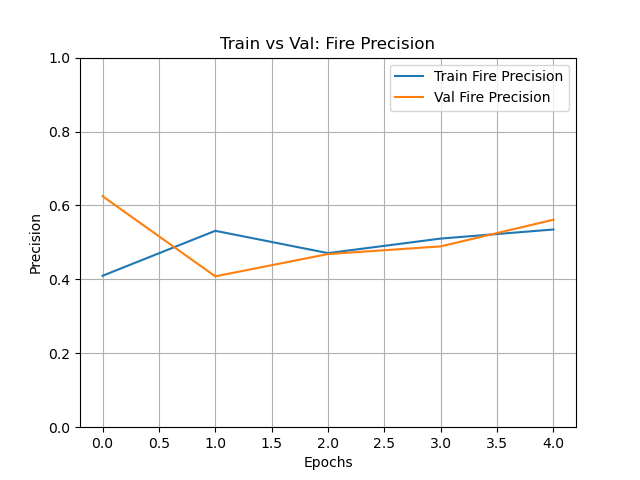 Train vs Val: Fire Precision
Train Fire Precision
Val Fire Precision
1.0
0.8
0.6
0.4
0.2
0.0
Precision
0.0 0.5 1.0 1.5 2.0 2.5 3.0 3.5 4.0
Epochs